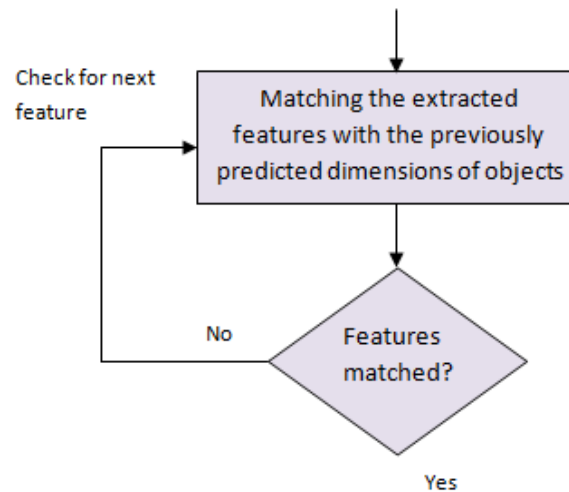 Check for next
feature
Matching the extracted
features with the previously
predicted dimensions of objects
No
Features
matched?
Yes